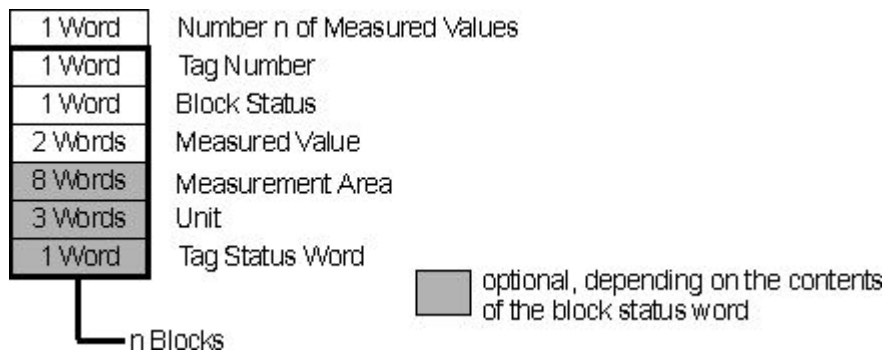 1 Word Number n of Measured Values
1 Word Tag Number
1 Word Block Status
2 Words Measured Value
8 Words Measurement Area
3 Words Unit
1 Word Tag Status Word
optional, depending on the contents
of the block status word
n Blocks